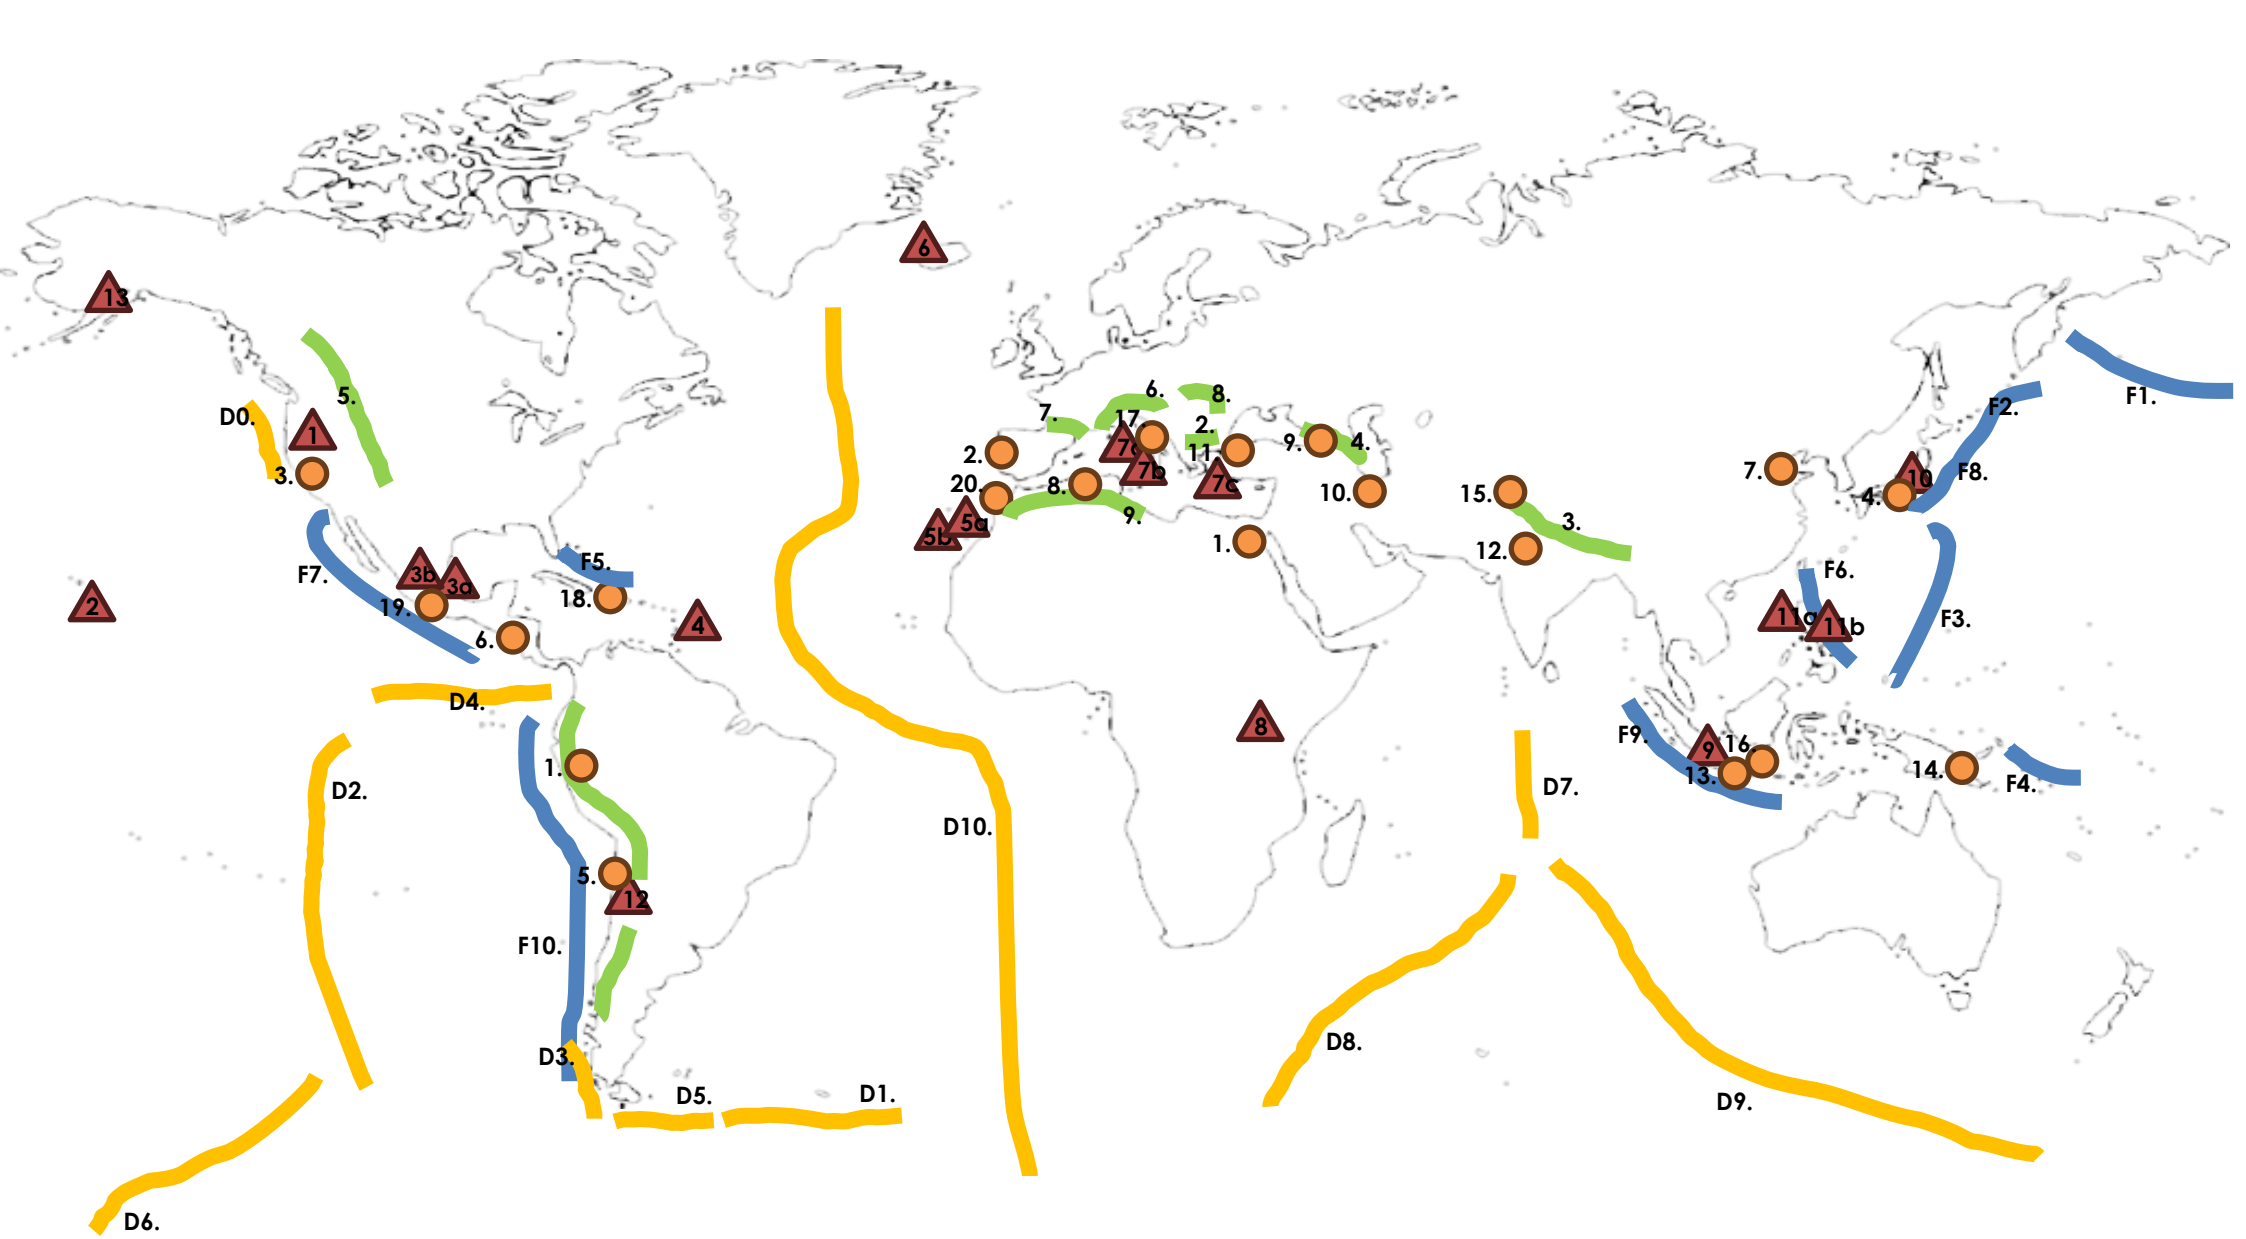 6
13
5.
F1.
6.
8.
D0.
7.
F2.
17.
2.
1
11.
9.
4.
2.
7b
7c
7.
F8.
3.
10
20.
8.
10.
15.
4.
5a
9.
3.
5b
1.
12.
F5.
F7.
3b
3a
F6.
18.
2
19.
11a
11b
F3.
4
6.
D4.
8
F9.
9
16.
1.
13.
14.
D2.
D7.
F4.
D10.
5.
12
F10.
D8.
D3.
D5.
D1.
D9.
D6.